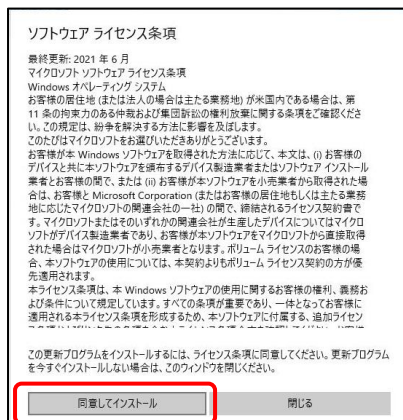 ソフトウェア ライセンス条項
最終更新: 2021 年 6 月
マイクロソフト ソフトウェア ライセンス条項
Windows オペレーティング システム
お客様の居住地 (または法人の場合は主たる業務地) が米国内である場合は、第
11 条の拘束力のある仲裁および集団訴訟の権利放棄に関する条項をご確認くださ
い。この規定は、紛争を解決する方法に影響を及ぼします。
このたびはマイクロソフトをお選びいただきありがとうございます。
お客様が本 Windows ソフトウェアを取得された方法に応じて、本文は、(i) お客様の
デバイスと共に本ソフトウェアを頒布するデバイス製造業者またはソフトウェア インストール
業者とお客様の間で、または (ii) お客様が本ソフトウェアを小売業者から取得された場
合は、お客様と Microsoft Corporation (またはお客様の居住地もしくは主たる業務
地に応じたマイクロソフトの関連会社の一社) の間で、締結されるライセンス契約書で
す。マイクロソフトまたはそのいずれかの関連会社が生産したデバイスについてはマイクロ
ソフトがデバイス製造業者であり、お客様が本ソフトウェアをマイクロソフトから直接取得
された場合はマイクロソフトが小売業者となります。ボリューム ライセンスのお客様の場
合、本ソフトウェアの使用については、本契約よりもボリューム ライセンス契約の方が優
先適用されます。
本ライセンス条項は、本 Windows ソフトウェアの使用に関するお客様の権利、義務お
よび条件について規定しています。すべての条項が重要であり、一体となってお客様に
適用される本ライセンス条項を形成するため、本ソフトウェアに付属する、追加ライセン
この更新プログラムをインストールするには、ライセンス条項に同意してください。更新プログラム
を今すぐインストールしない場合は、このウィンドウを閉じてください。
同意してインストール
閉じる